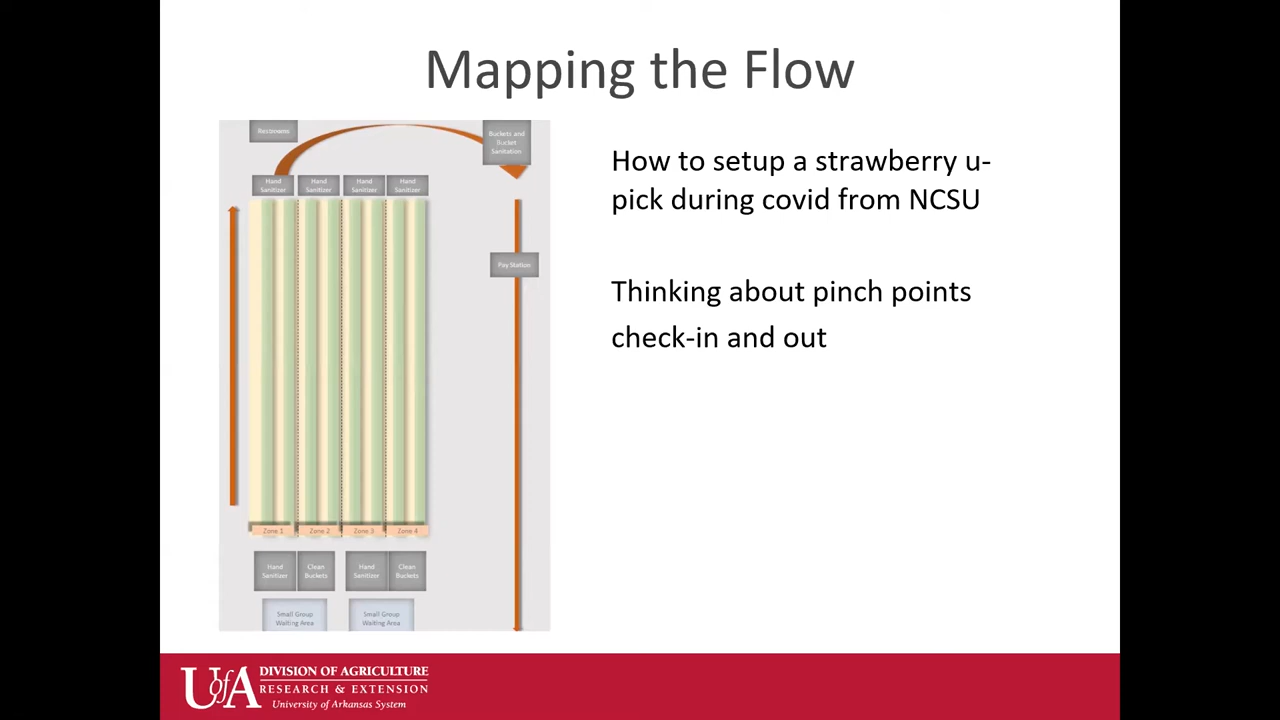 Mapping the Flow
Restrooms
Buckets and
Bucket
Sanitation
Hand
Sanitizer
Hand
Sanitizer
Hand
Sanitizer
Hand
Sanitizer
Pay Station
Zone 1
Zone 2
Zone 3
Zone 4
Hand
Sanitizer
Clean
Buckets
Hand
Sanitizer
Clean
Buckets
Small Group
Waiting Area
Small Group
Waiting Area
How to setup a strawberry u-
pick during covid from NCSU
Thinking about pinch points
check-in and out
UofA
DIVISION OF AGRICULTURE
RESEARCH & EXTENSION
University of Arkansas System